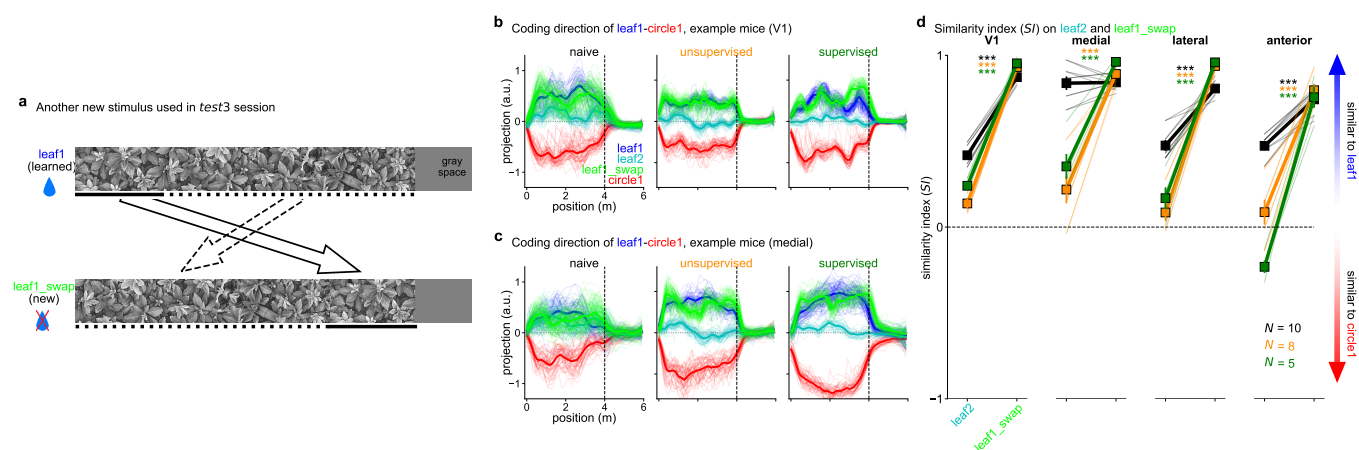 a Another new stimulus used in test3 session
leaf1
(learned)
gray
space
leaf1_swap
(new)
b Coding direction of leaf1-circle1, example mice (V1)
naive
unsupervised
supervised
projection (a.u.)
1
0
−1
leaf1
leaf2
leaf1_swap
circle1
0 2 4 6
position (m)
c Coding direction of leaf1-circle1, example mice (medial)
naive
unsupervised
supervised
projection (a.u.)
1
0
−1
0 2 4 6
position (m)
d Similarity index (SI) on leaf2 and leaf1_swap
V1 medial lateral anterior
*** *** *** ***
*** *** *** ***
*** *** ***
similarity index (SI)
1
0
−1
leaf2
leaf1_swap
N = 10
N = 8
N = 5
similar to leaf1
similar to circle1